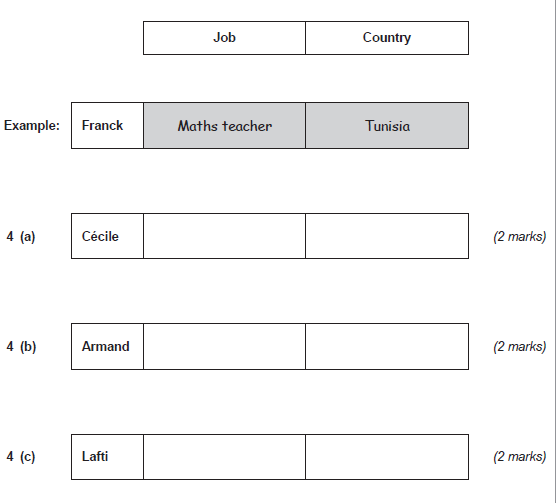 Job Country
Example: Franck Maths teacher Tunisia
4 (a) Cécile (2 marks)
4 (b) Armand (2 marks)
4 (c) Lafti (2 marks)